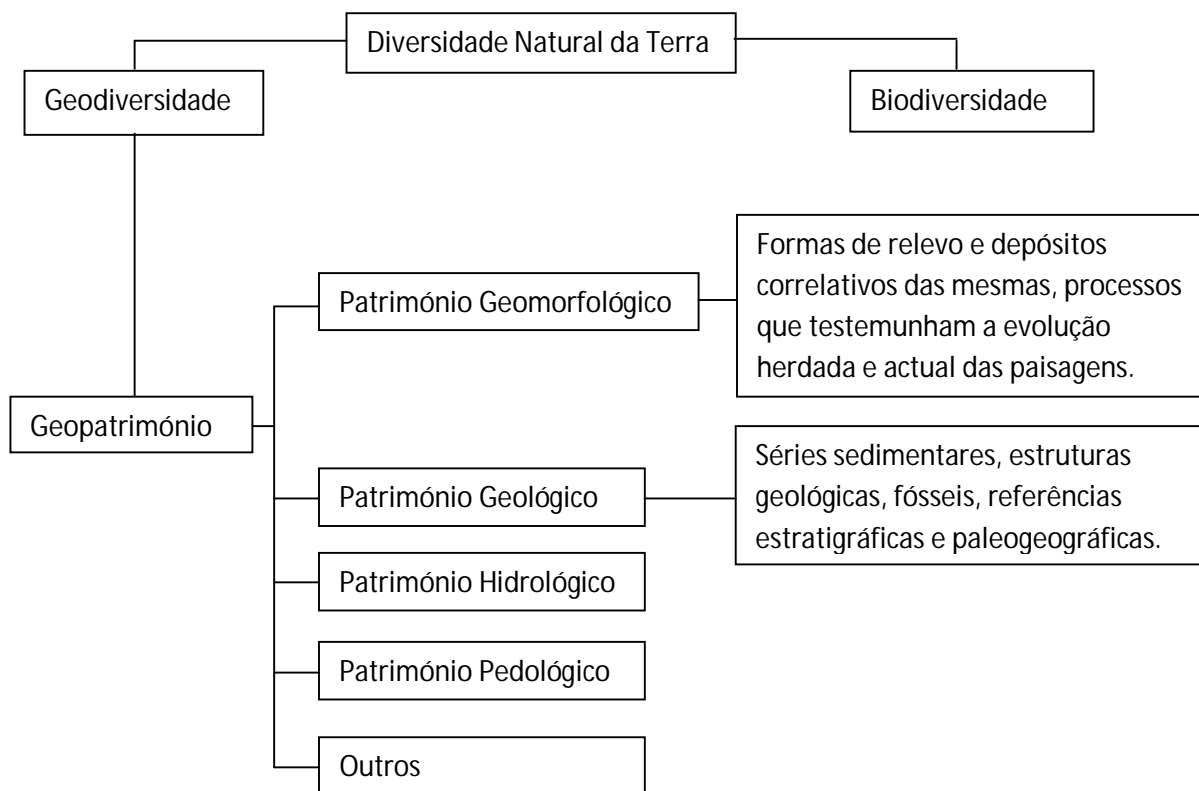 Diversidade Natural da Terra
Geodiversidade
Biodiversidade
Formas de relevo e depósitos
correlativos das mesmas, processos
que testemunham a evolução
herdada e actual das paisagens.
Património Geomorfológico
Geopatrimónio
Séries sedimentares, estruturas
geológicas, fósseis, referências
estratigráficas e paleogeográficas.
Património Geológico
Património Hidrológico
Património Pedológico
Outros